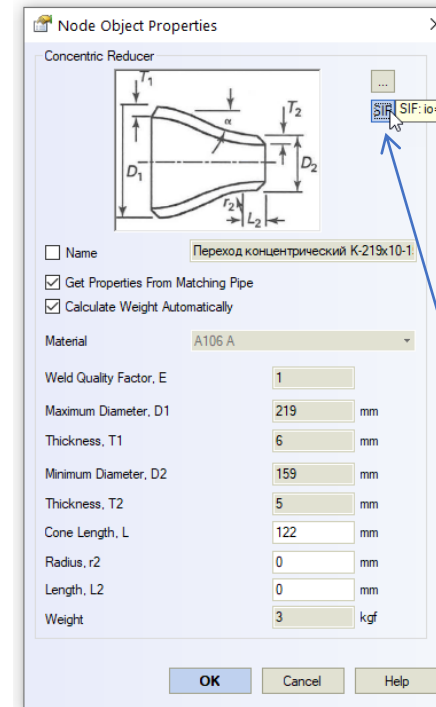 Node Object Properties
Concentric Reducer
T1
T2
α
D1
D2
r2
L2
...
SIF
SIF: io=
Name
Переход концентрический К-219х10-1
Get Properties From Matching Pipe
Calculate Weight Automatically
Material A106 A
Weld Quality Factor, E 1
Maximum Diameter, D1 219 mm
Thickness, T1 6 mm
Minimum Diameter, D2 159 mm
Thickness, T2 5 mm
Cone Length, L 122 mm
Radius, r2 0 mm
Length, L2 0 mm
Weight 3 kgf
OK Cancel Help